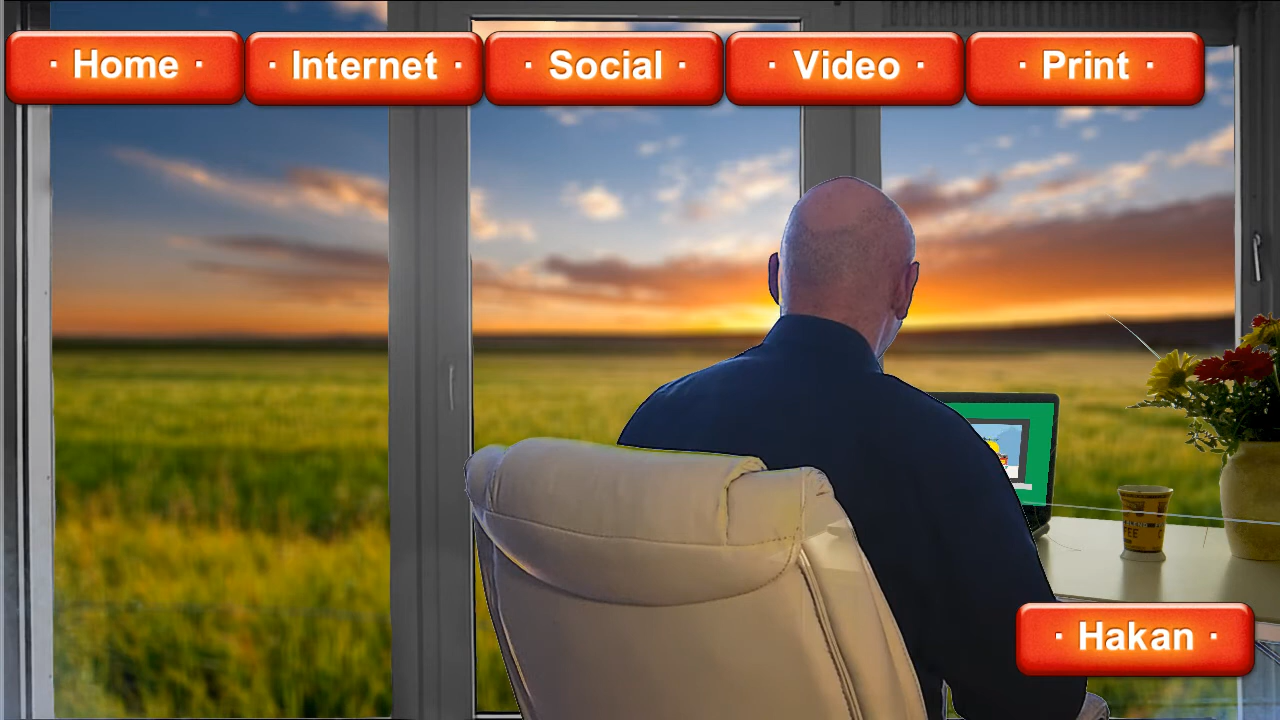 · Home ·
· Internet ·
· Social ·
· Video ·
· Print ·
· Hakan ·